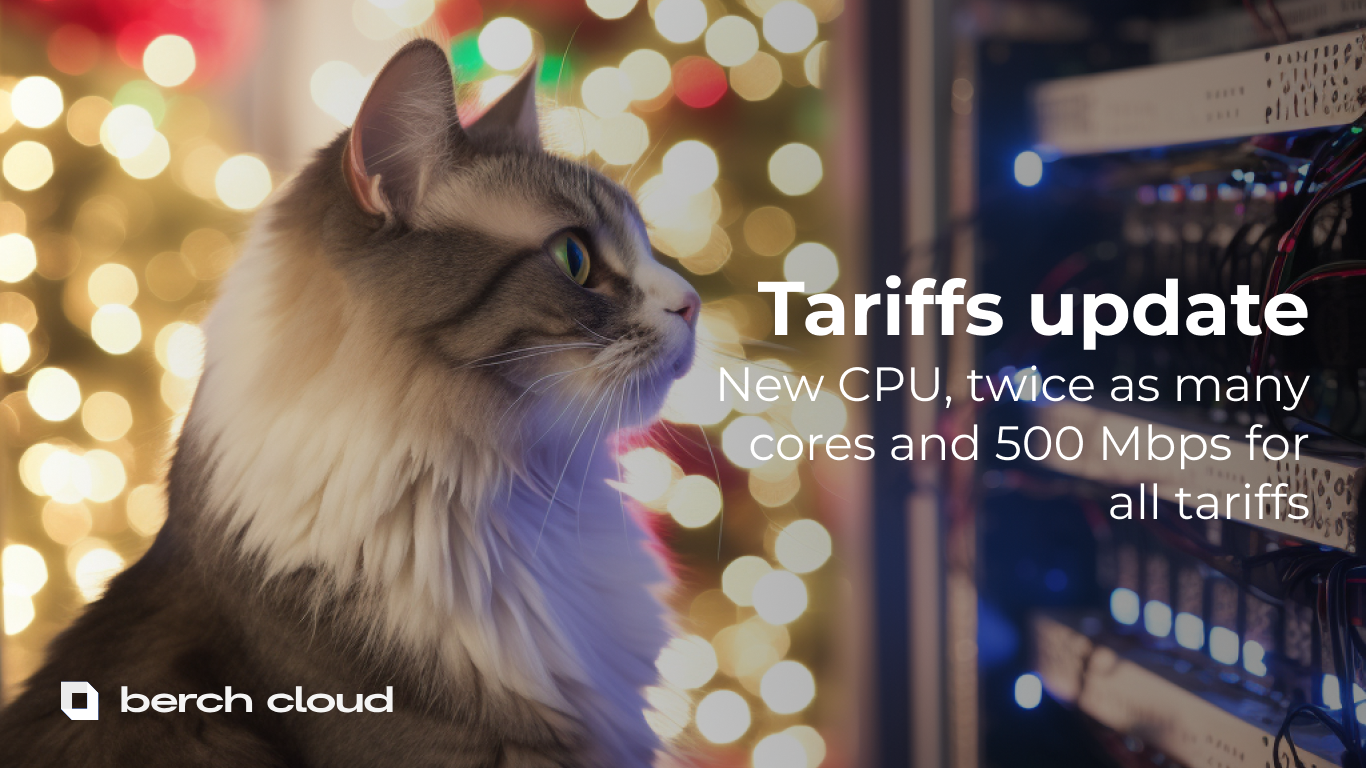 Tariffs update
New CPU, twice as many
cores and 500 Mbps for
all tariffs
berch cloud